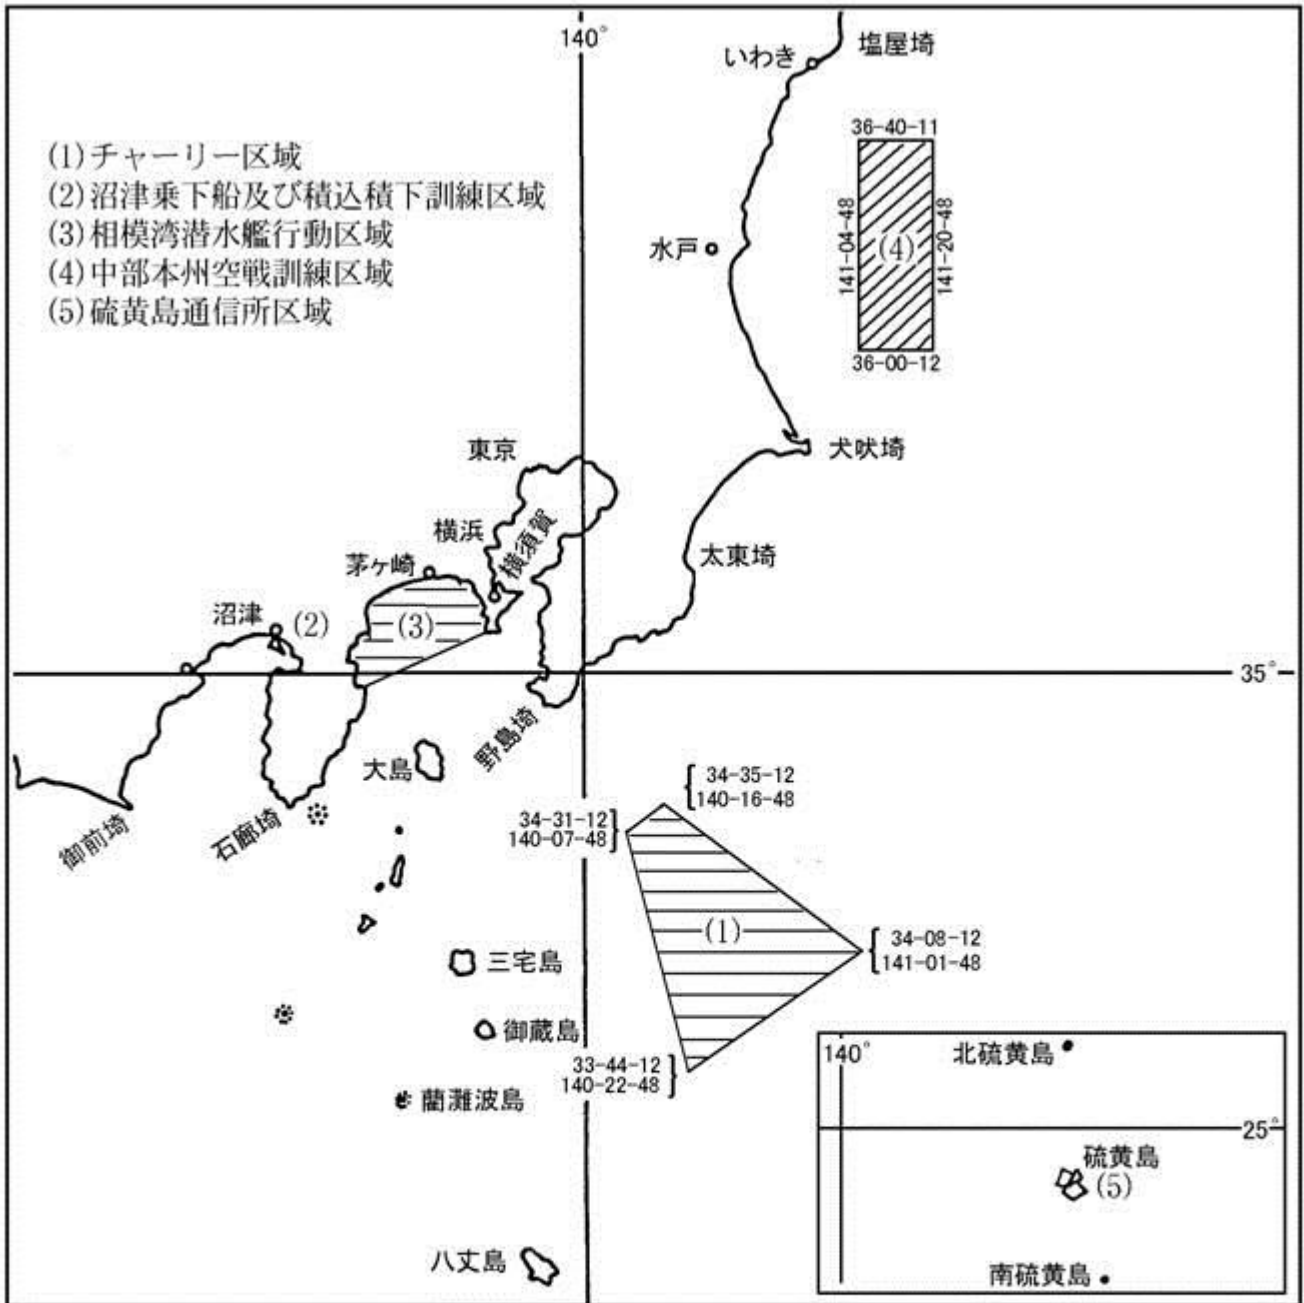 140°
塩屋埼
いわき
36-40-11
(1)チャーリー区域
(2)沼津乗下船及び積込積下訓練区域
(3)相模湾潜水艦行動区域
(4)中部本州空戦訓練区域
(5)硫黄島通信所区域
水戸
141-04-48
(4)
141-20-48
36-00-12
東京
犬吠埼
横浜
横須賀
太東埼
茅ヶ崎
沼津
(2)
(3)
35°
野島埼
大島
34-35-12
140-16-48
34-31-12
140-07-48
御前埼
石廊埼
(1)
34-08-12
141-01-48
三宅島
御蔵島
33-44-12
140-22-48
藺灘波島
八丈島
140°
北硫黄島
25°
硫黄島
(5)
南硫黄島